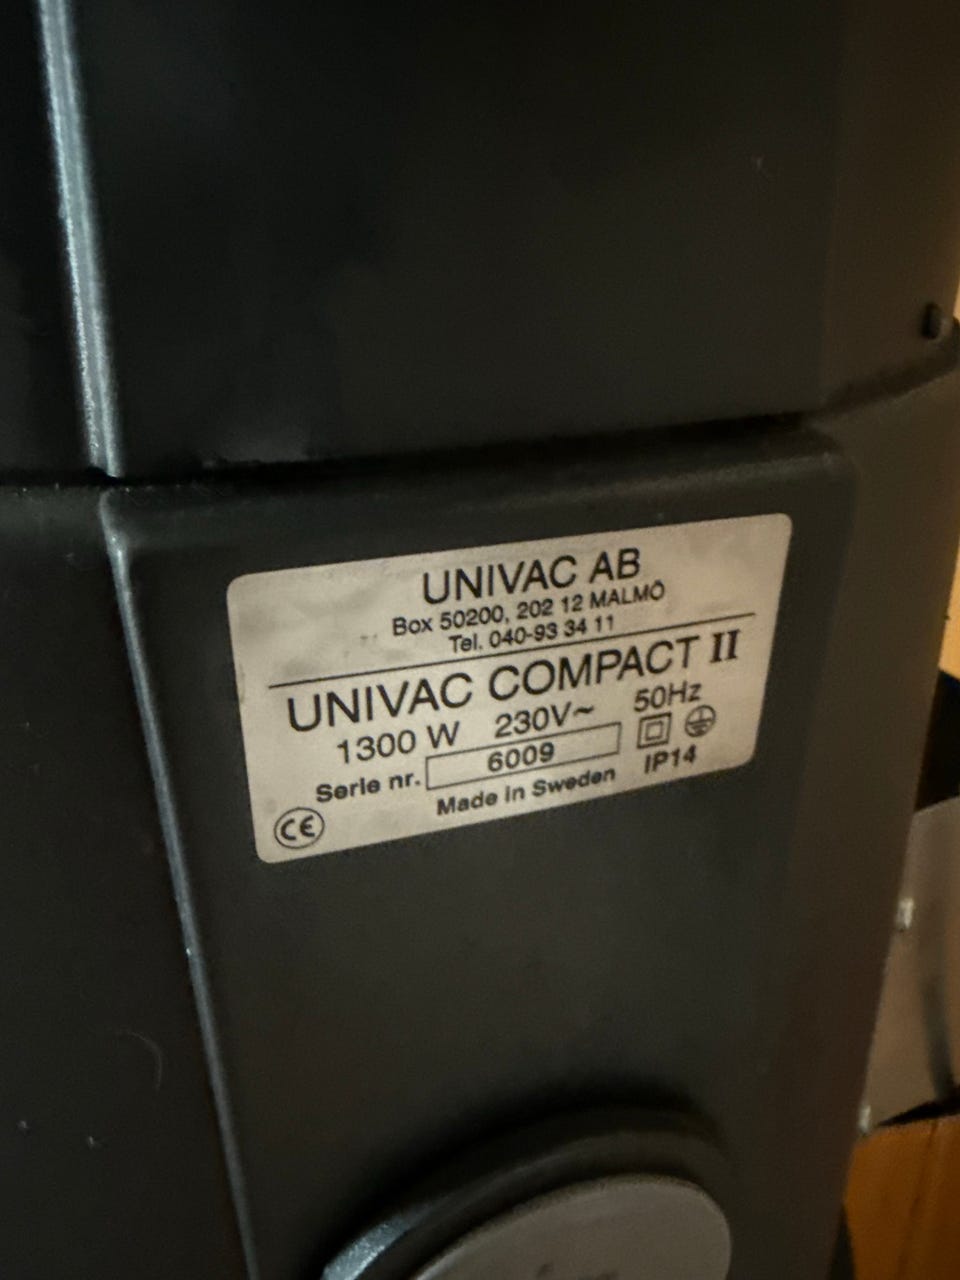 UNIVAC AB
Box 50200, 202 12 MALMÖ
Tel. 040-93 34 11
UNIVAC COMPACT II
1300 W 230V~ 50Hz
Serie nr. 6009
Made in Sweden IP14
CE